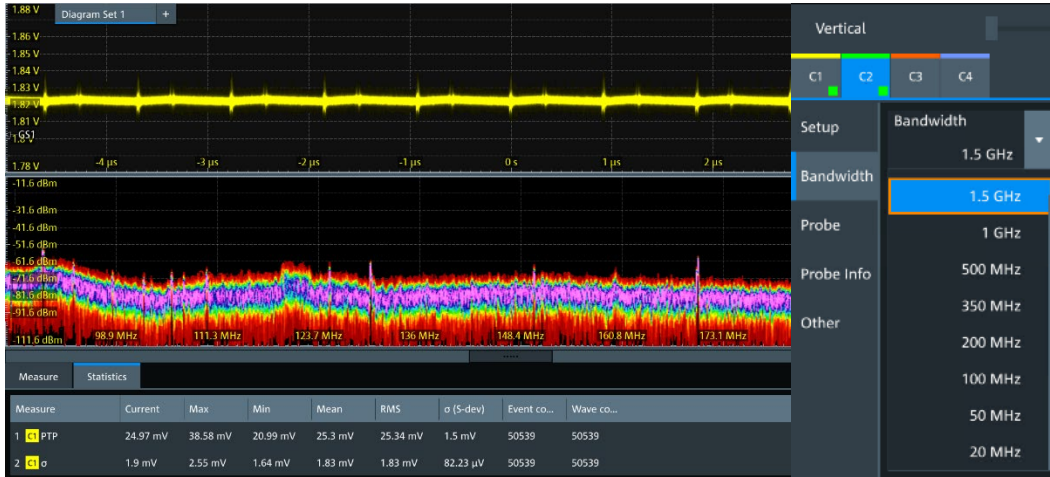 1.88 V
Diagram Set 1 +
1.86 V
1.85 V
1.84 V
1.83 V
1.82 V
1.81 V
GS1
1.8 V
1.78 V
-4 µs -3 µs -2 µs -1 µs 0 s 1 µs 2 µs
-11.6 dBm
-31.6 dBm
-41.6 dBm
-51.6 dBm
-61.6 dBm
-71.6 dBm
-81.6 dBm
-91.6 dBm
-111.6 dBm
98.9 MHz 111.3 MHz 123.7 MHz 136 MHz 148.4 MHz 160.8 MHz 173.1 MHz
Measure Statistics
Measure Current Max Min Mean RMS σ (S-dev) Event co... Wave co...
1 C1 PTP 24.97 mV 38.58 mV 20.99 mV 25.3 mV 25.34 mV 1.5 mV 50539 50539
2 C1 σ 1.9 mV 2.55 mV 1.64 mV 1.83 mV 1.83 mV 82.23 µV 50539 50539
Vertical
C1 C2 C3 C4
Setup
Bandwidth
Probe
Probe Info
Other
Bandwidth
1.5 GHz
1.5 GHz
1 GHz
500 MHz
350 MHz
200 MHz
100 MHz
50 MHz
20 MHz